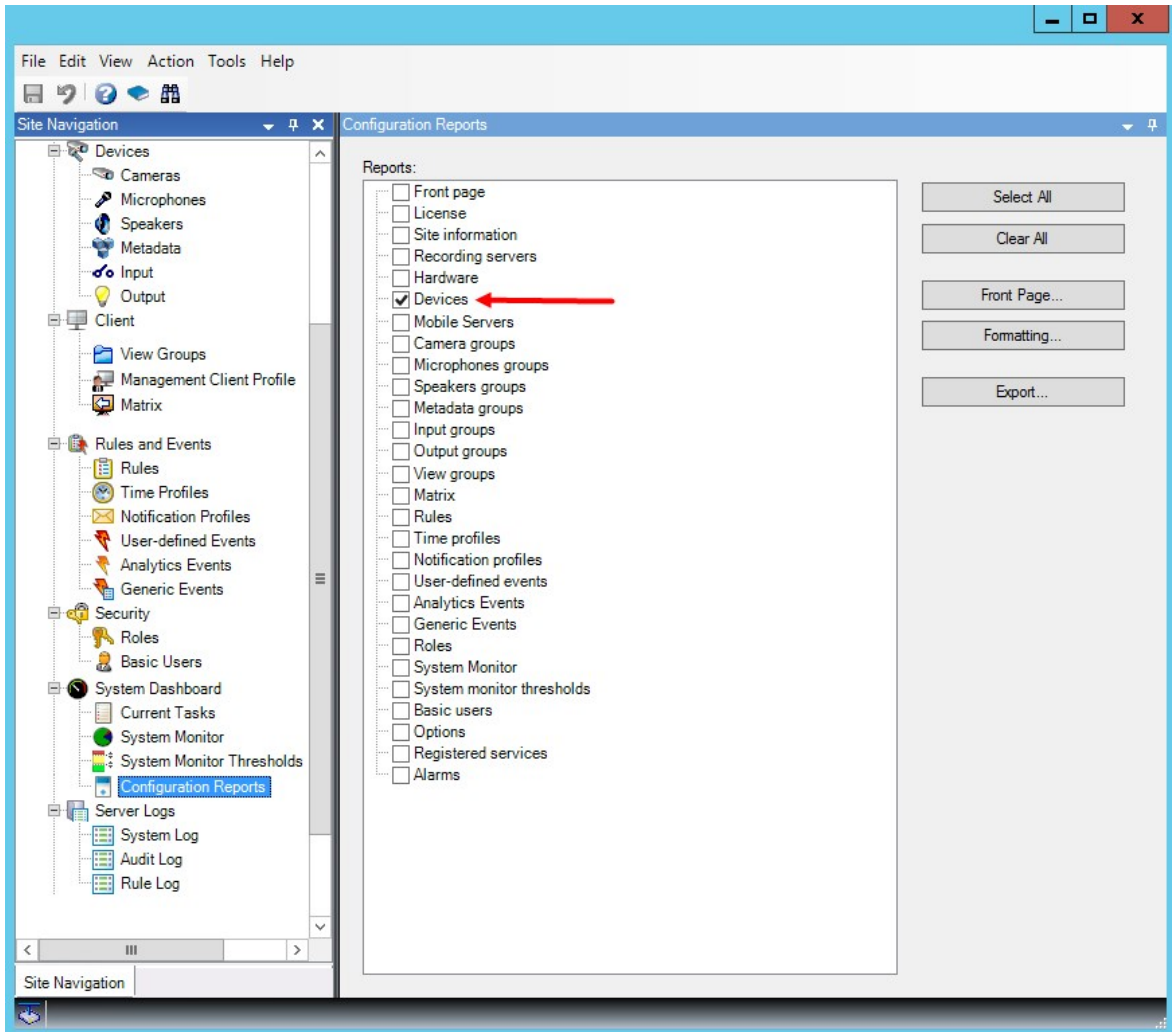 File Edit View Action Tools Help
Site Navigation
Configuration Reports
Devices
Cameras
Microphones
Speakers
Metadata
Input
Output
Client
View Groups
Management Client Profile
Matrix
Rules and Events
Rules
Time Profiles
Notification Profiles
User-defined Events
Analytics Events
Generic Events
Security
Roles
Basic Users
System Dashboard
Current Tasks
System Monitor
System Monitor Thresholds
Configuration Reports
Server Logs
System Log
Audit Log
Rule Log
Site Navigation
Reports:
Front page
License
Site information
Recording servers
Hardware
Devices
Mobile Servers
Camera groups
Microphones groups
Speakers groups
Metadata groups
Input groups
Output groups
View groups
Matrix
Rules
Time profiles
Notification profiles
User-defined events
Analytics Events
Generic Events
Roles
System Monitor
System monitor thresholds
Basic users
Options
Registered services
Alarms
Select All
Clear All
Front Page...
Formatting...
Export...